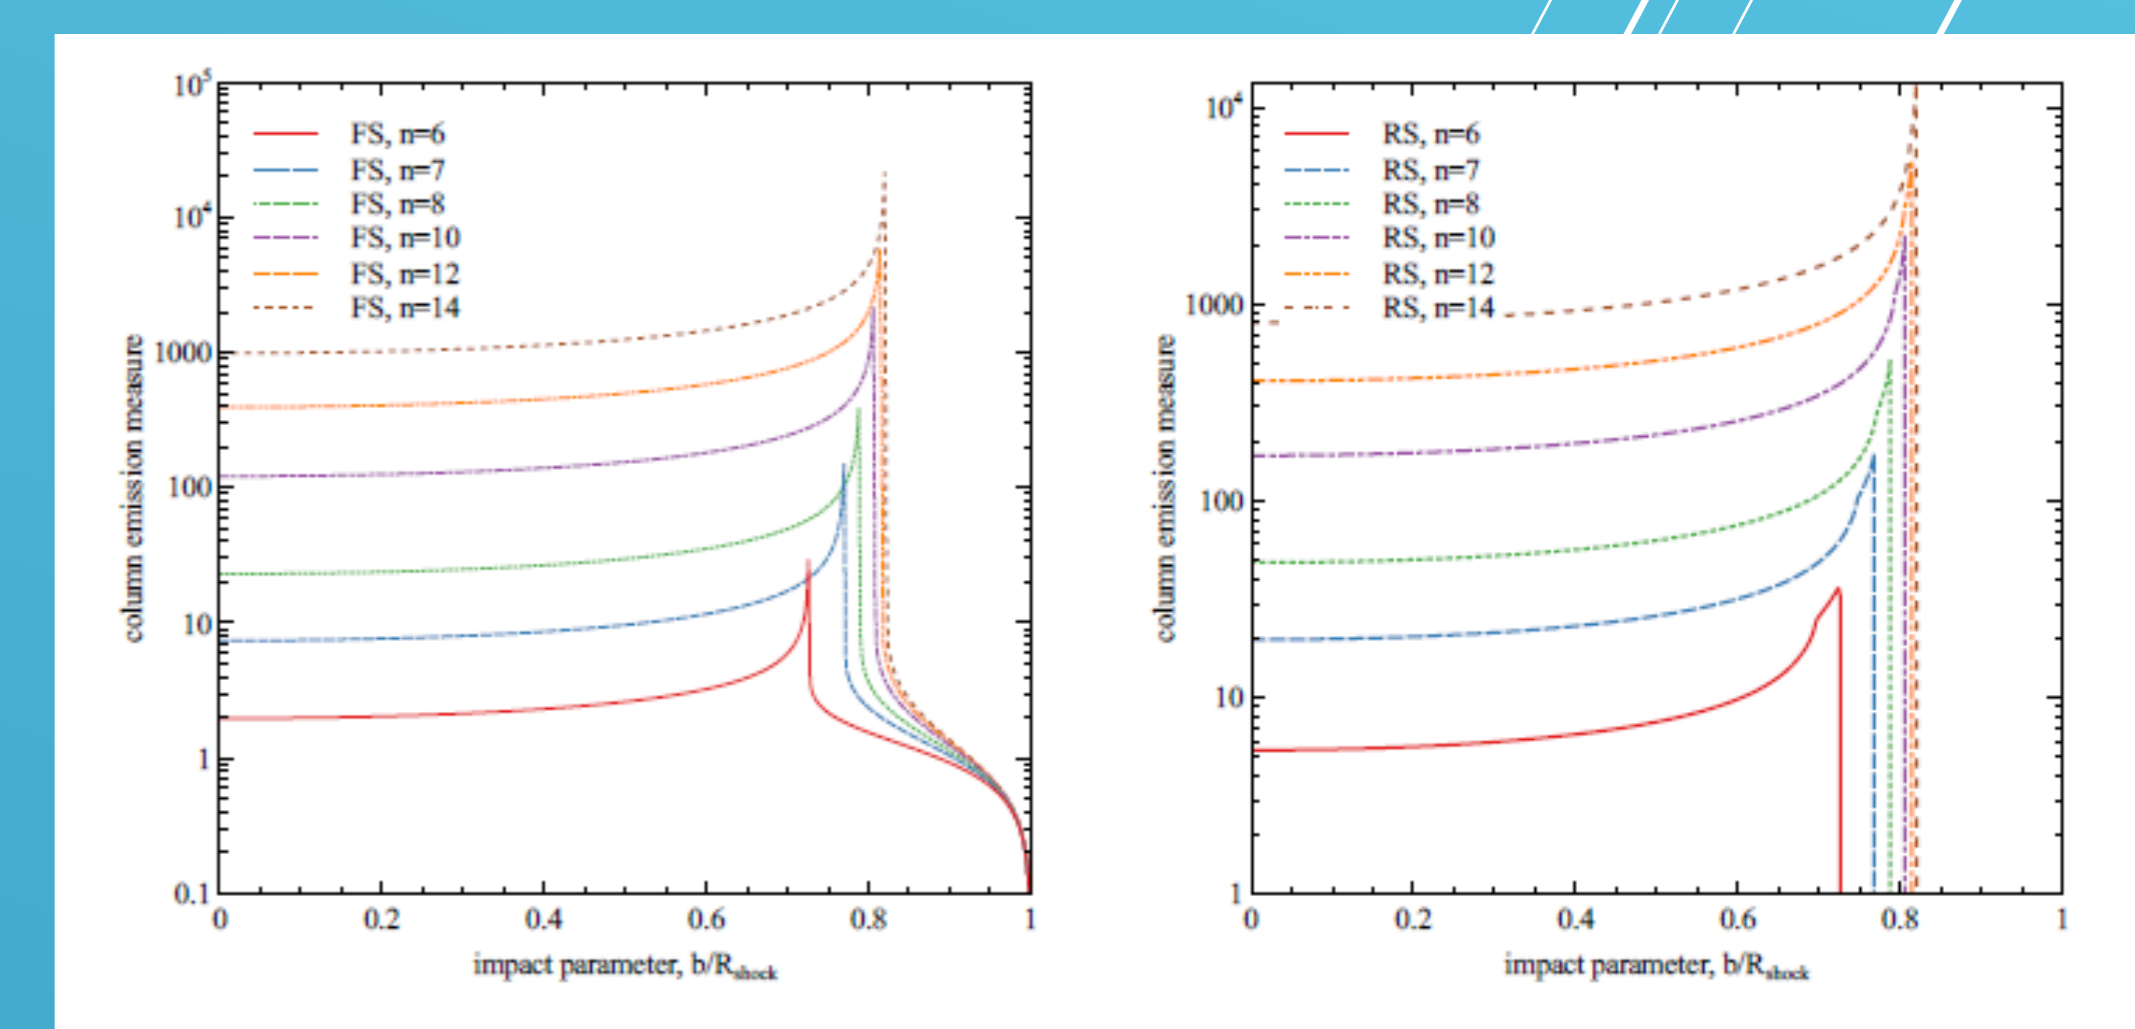 10^5
10^4
1000
100
10
1
0.1
column emission measure
FS, n=6
FS, n=7
FS, n=8
FS, n=10
FS, n=12
FS, n=14
0 0.2 0.4 0.6 0.8 1
impact parameter, b/R_shock
10^4
1000
100
10
1
column emission measure
RS, n=6
RS, n=7
RS, n=8
RS, n=10
RS, n=12
RS, n=14
0 0.2 0.4 0.6 0.8 1
impact parameter, b/R_shock